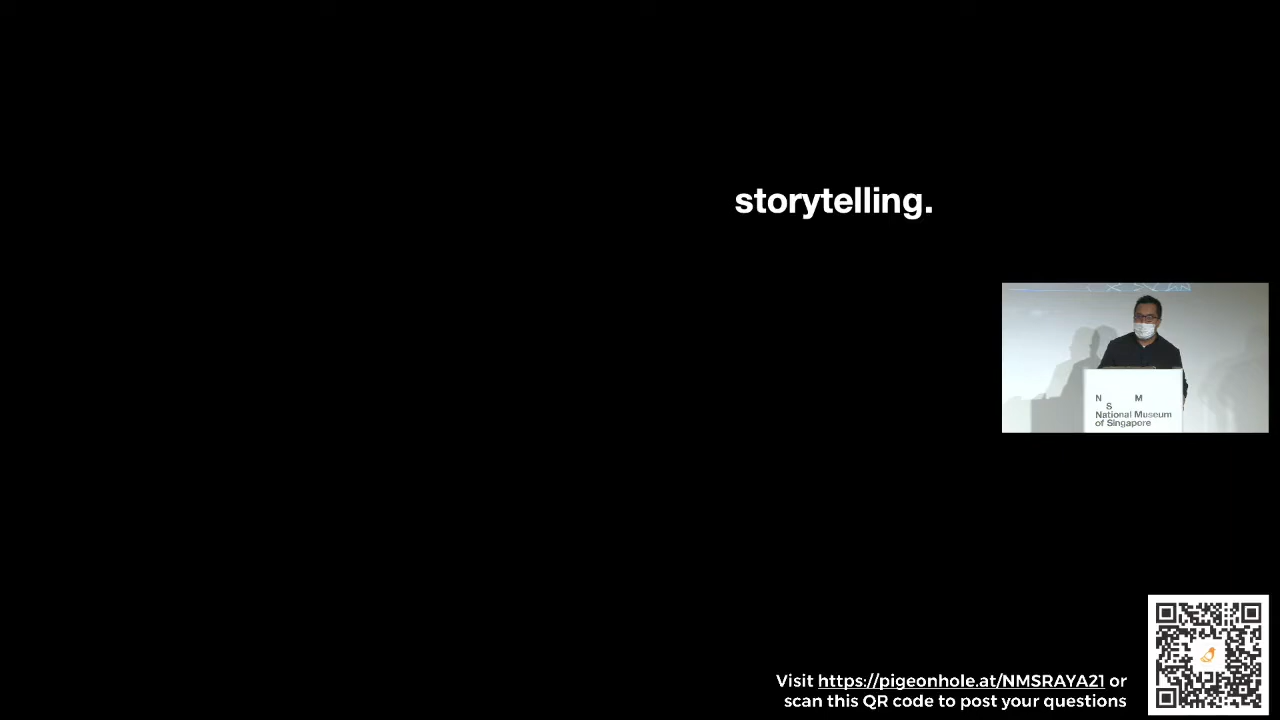 storytelling.
N M
S
National Museum
of Singapore
Visit https://pigeonhole.at/NMSRAYA21 or
scan this QR code to post your questions